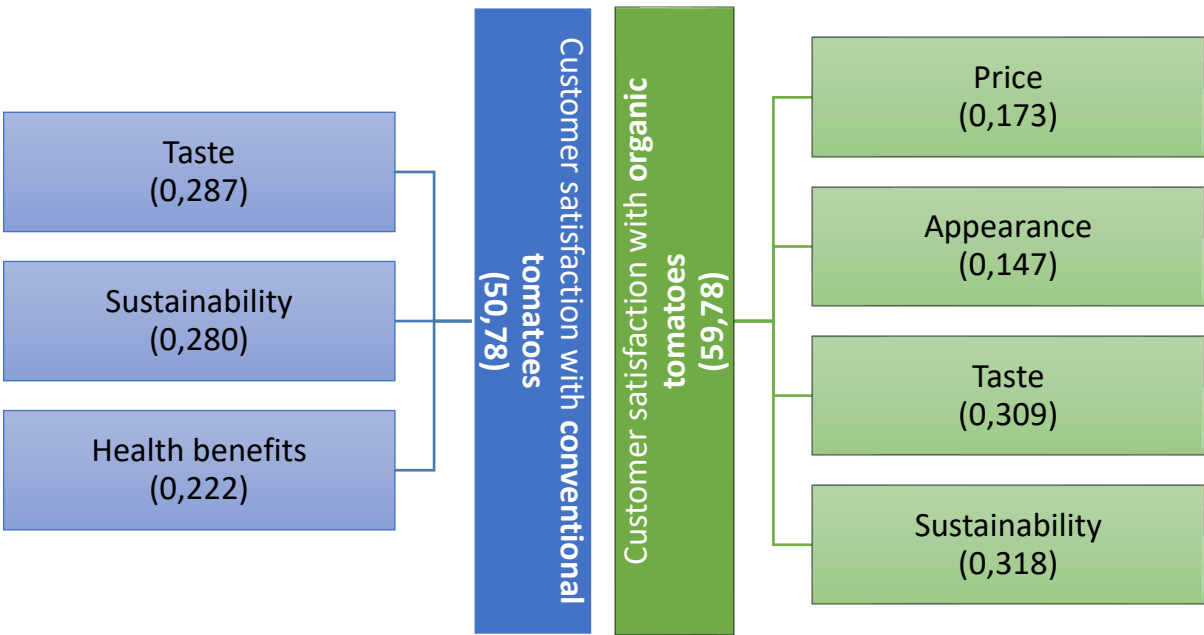 Taste
(0,287)
Sustainability
(0,280)
Health benefits
(0,222)
Customer satisfaction with conventional
tomatoes
(50,78)
Customer satisfaction with organic
tomatoes
(59,78)
Price
(0,173)
Appearance
(0,147)
Taste
(0,309)
Sustainability
(0,318)